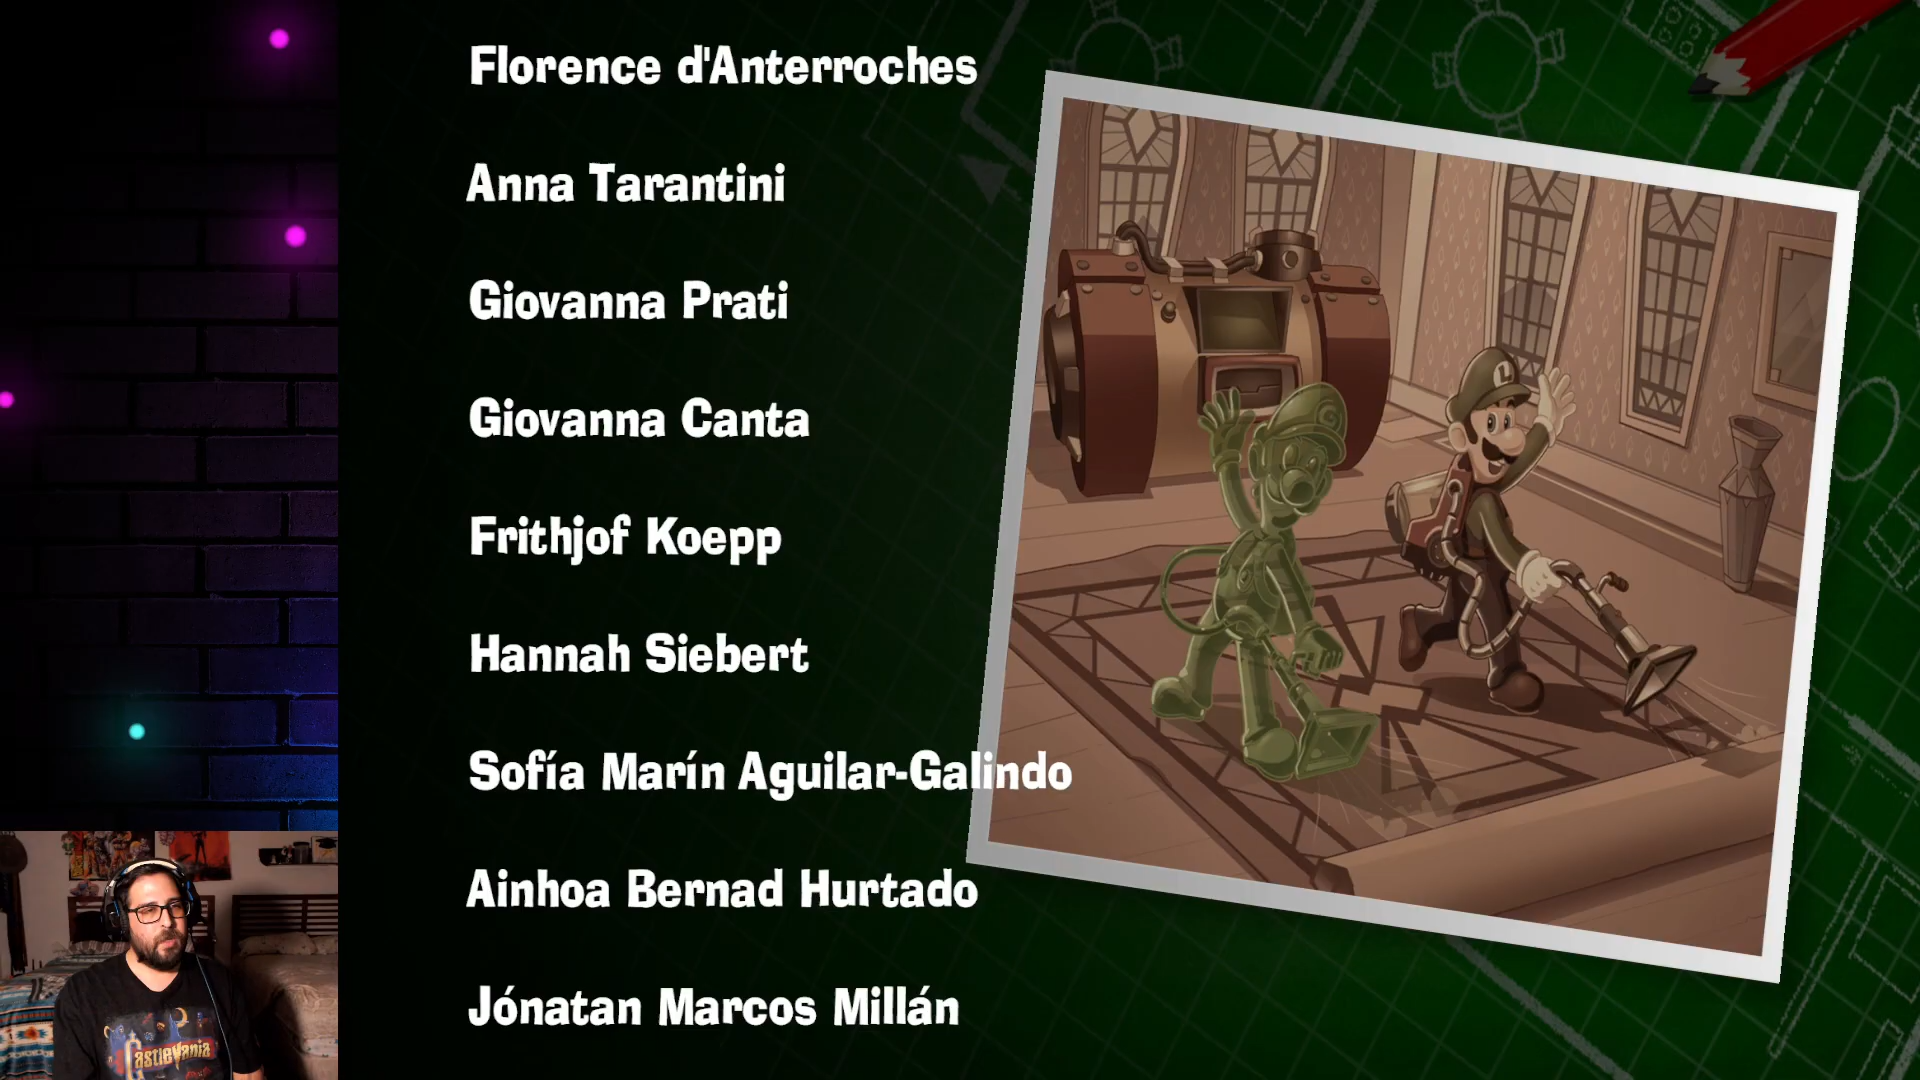 Florence d'Anterroches
Anna Tarantini
Giovanna Prati
Giovanna Canta
Frithjof Koepp
Hannah Siebert
Sofía Marín Aguilar-Galindo
Ainhoa Bernad Hurtado
Jónatan Marcos Millán
L
Castlevania